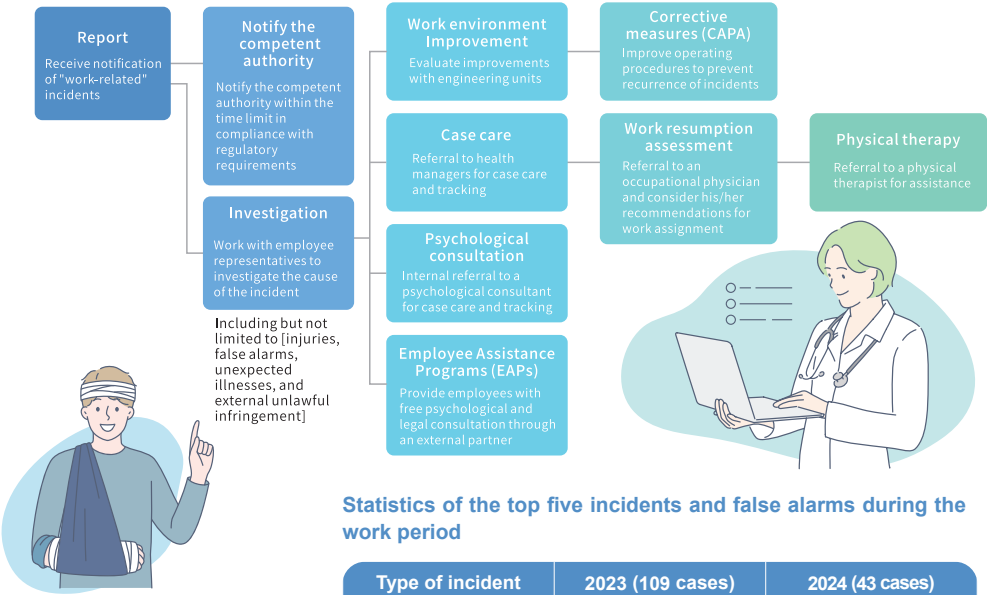 Report
Receive notification
of "work-related"
incidents
Notify the
competent
authority
Notify the competent
authority within the
time limit in
compliance with
regulatory
requirements
Investigation
Work with employee
representatives to
investigate the cause
of the incident
Including but not
limited to [injuries,
false alarms,
unexpected
illnesses, and
external unlawful
infringement]
Work environment
Improvement
Evaluate improvements
with engineering units
Case care
Referral to health
managers for case care
and tracking
Psychological
consultation
Internal referral to a
psychological consultant
for case care and tracking
Employee Assistance
Programs (EAPs)
Provide employees with
free psychological and
legal consultation through
an external partner
Corrective
measures (CAPA)
Improve operating
procedures to prevent
recurrence of incidents
Work resumption
assessment
Referral to an
occupational physician
and consider his/her
recommendations for
work assignment
Physical therapy
Referral to a physical
therapist for assistance
Statistics of the top five incidents and false alarms during the
work period
Type of incident 2023 (109 cases) 2024 (43 cases)